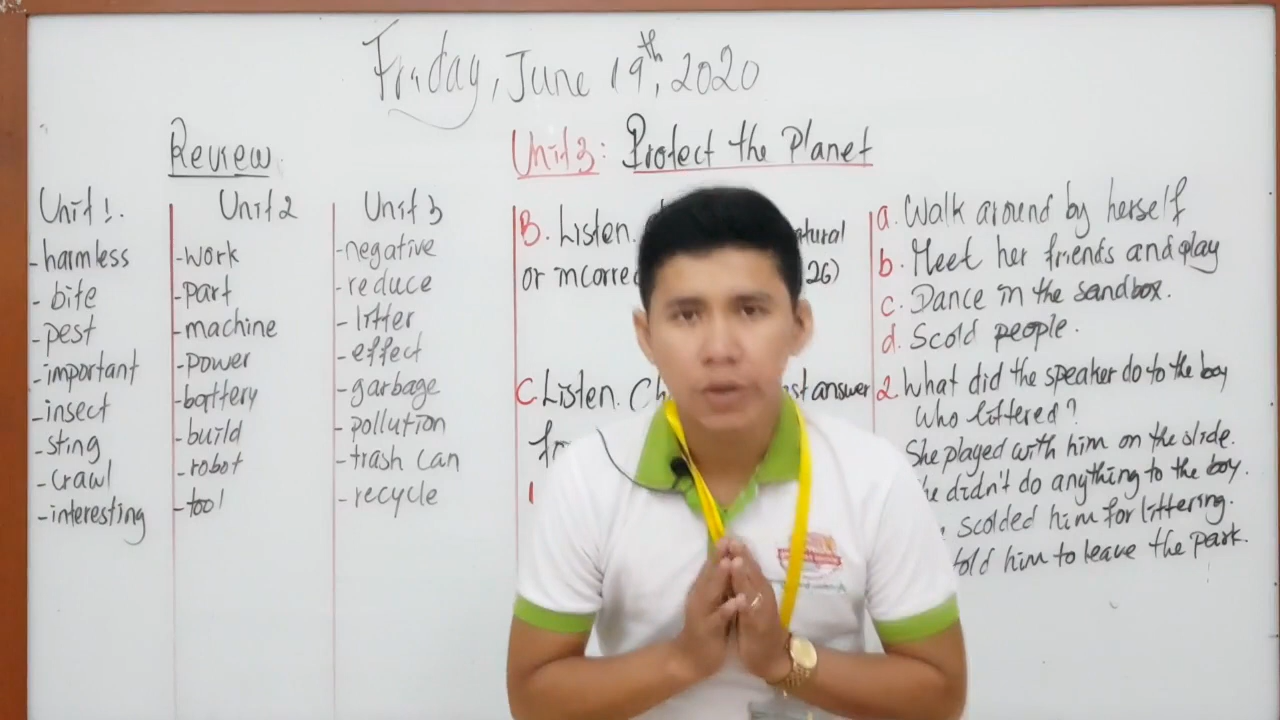 Friday, June 19th, 2020
Review
Unit 1.
- harmless
- bite
- pest
- important
- insect
- sting
- crawl
- interesting
Unit 2
- work
- part
- machine
- power
- battery
- build
- robot
- tool
Unit 3
- negative
- reduce
- litter
- effect
- garbage
- pollution
- trash can
- recycle
Unit 3: Protect the Planet
B. Listen.
or 26)
C. Listen. answer
a. Walk around by herself
b. Meet her friends and play
c. Dance in the sandbox.
d. Scold people.
2. What did the speaker do to the boy
who littered?
She played with him on the slide.
didn't do anything to the boy.
scolded him for littering.
told him to leave the park.